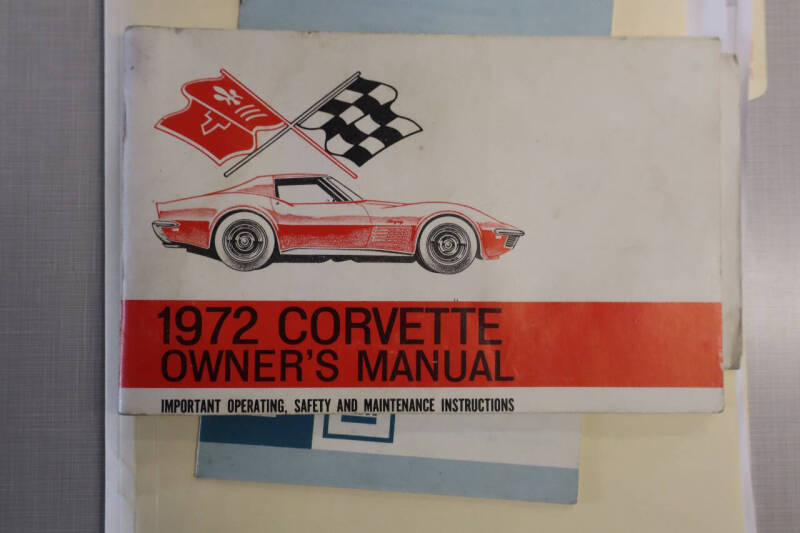 1972 CORVETTE
OWNER'S MANUAL
IMPORTANT OPERATING, SAFETY AND MAINTENANCE INSTRUCTIONS